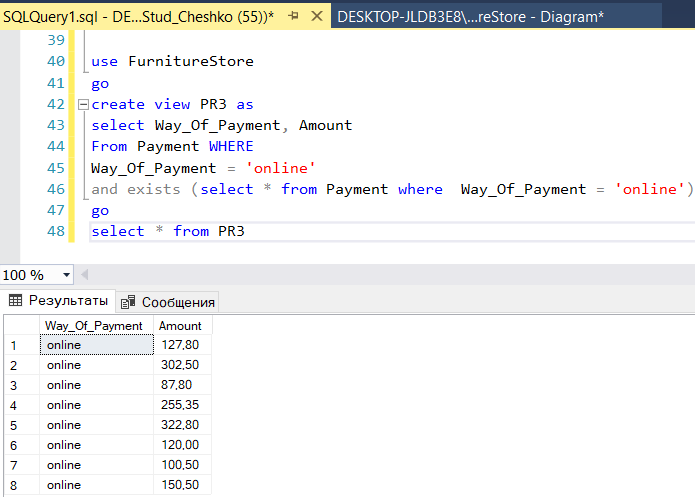 SQLQuery1.sql - DE...Stud_Cheshko (55))* DESKTOP-JLDB3E8\...reStore - Diagram*
39
40 use FurnitureStore
41 go
42 create view PR3 as
43 select Way_Of_Payment, Amount
44 From Payment WHERE
45 Way_Of_Payment = 'online'
46 and exists (select * from Payment where  Way_Of_Payment = 'online')
47 go
48 select * from PR3
100 %
Результаты Сообщения
Way_Of_Payment Amount
1 online 127,80
2 online 302,50
3 online 87,80
4 online 255,35
5 online 322,80
6 online 120,00
7 online 100,50
8 online 150,50